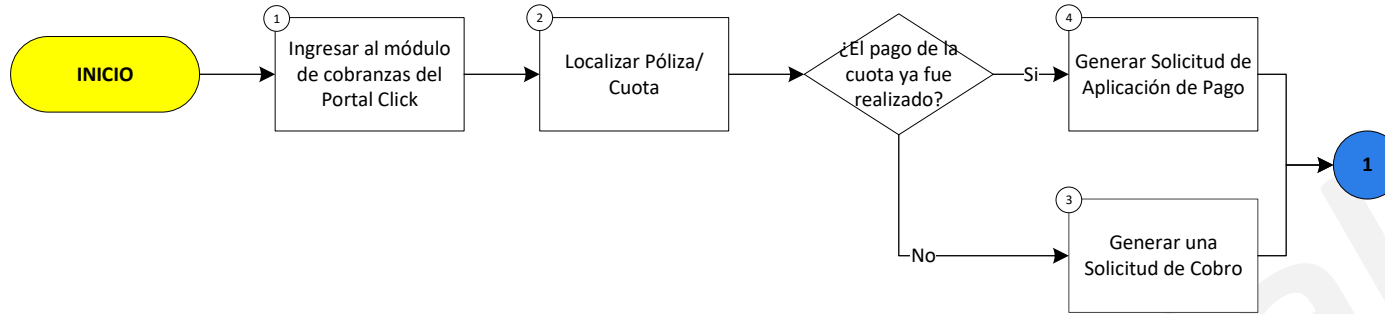 INICIO
1
Ingresar al módulo
de cobranzas del
Portal Click
2
Localizar Póliza/
Cuota
¿El pago de la
cuota ya fue
realizado?
Si
4
Generar Solicitud de
Aplicación de Pago
1
No
3
Generar una
Solicitud de Cobro